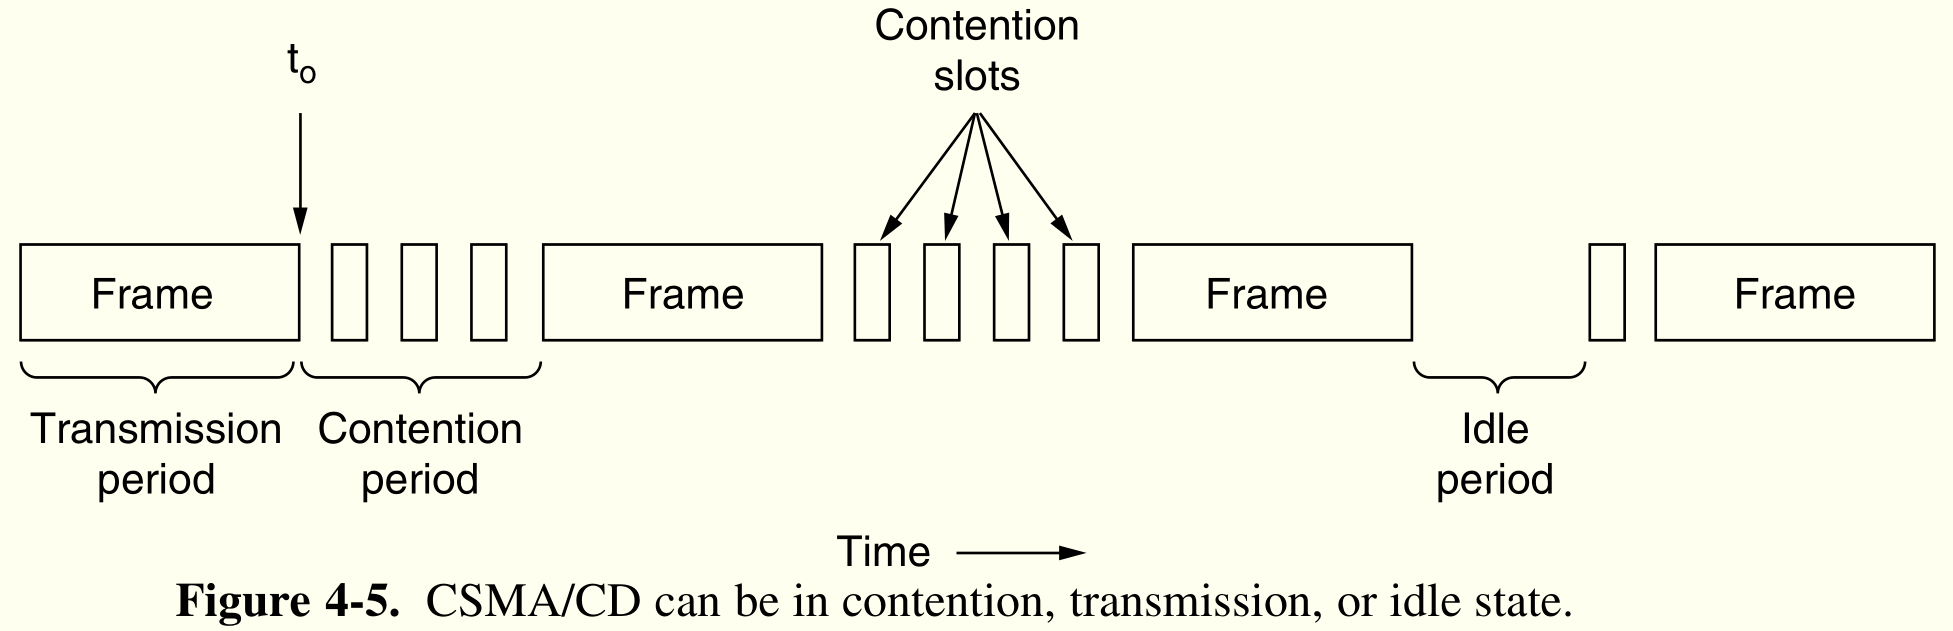 Contention
slots
to
Frame
Frame
Frame
Frame
Transmission
period
Contention
period
Idle
period
Time
Figure 4-5. CSMA/CD can be in contention, transmission, or idle state.